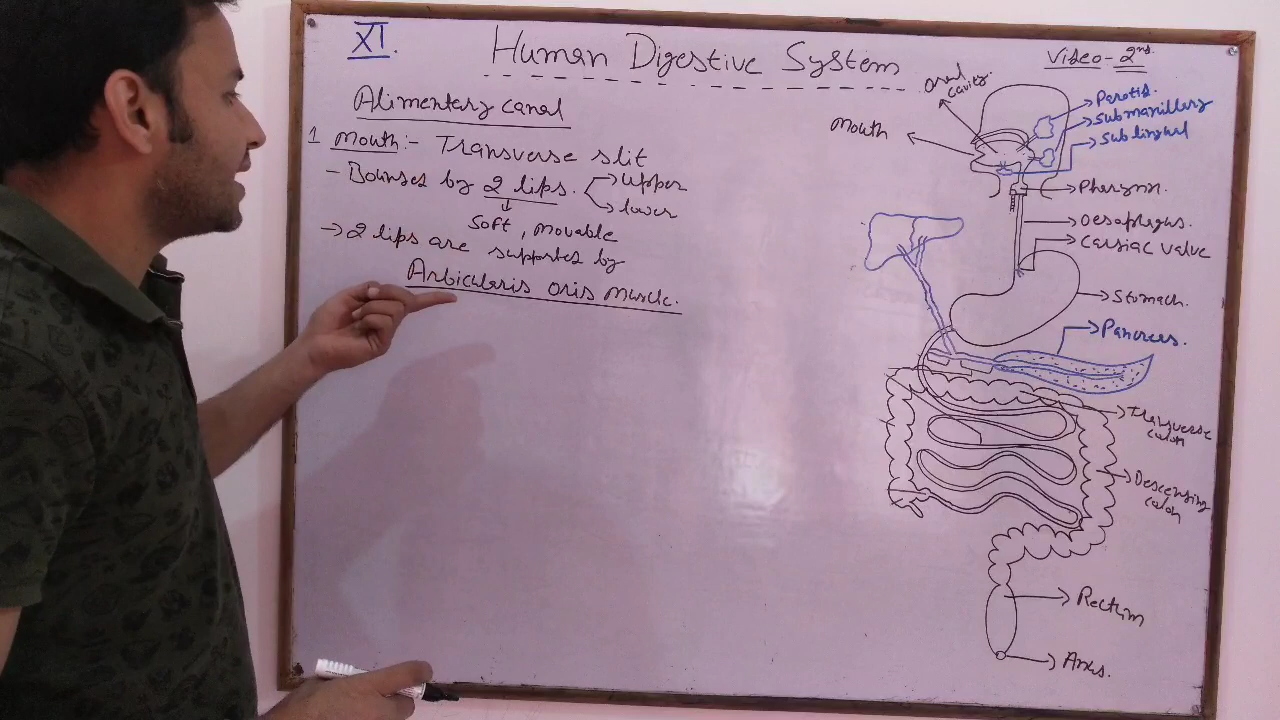 XI.
Human Digestive System
Video-2nd.
Alimentary canal
1 Mouth:- Transverse slit
- Bounded by 2 lips. →Upper
→lower
Soft, movable
→ 2 lips are supported by
Arbicularis oris muscle.
Oral cavity.
Mouth
Parotid.
Submaxillary
Sublingual
Pharynx.
Oesophagus.
Cardiac valve
Stomach.
Pancreas.
Transverse colon
Descending colon
Rectum
Anus.